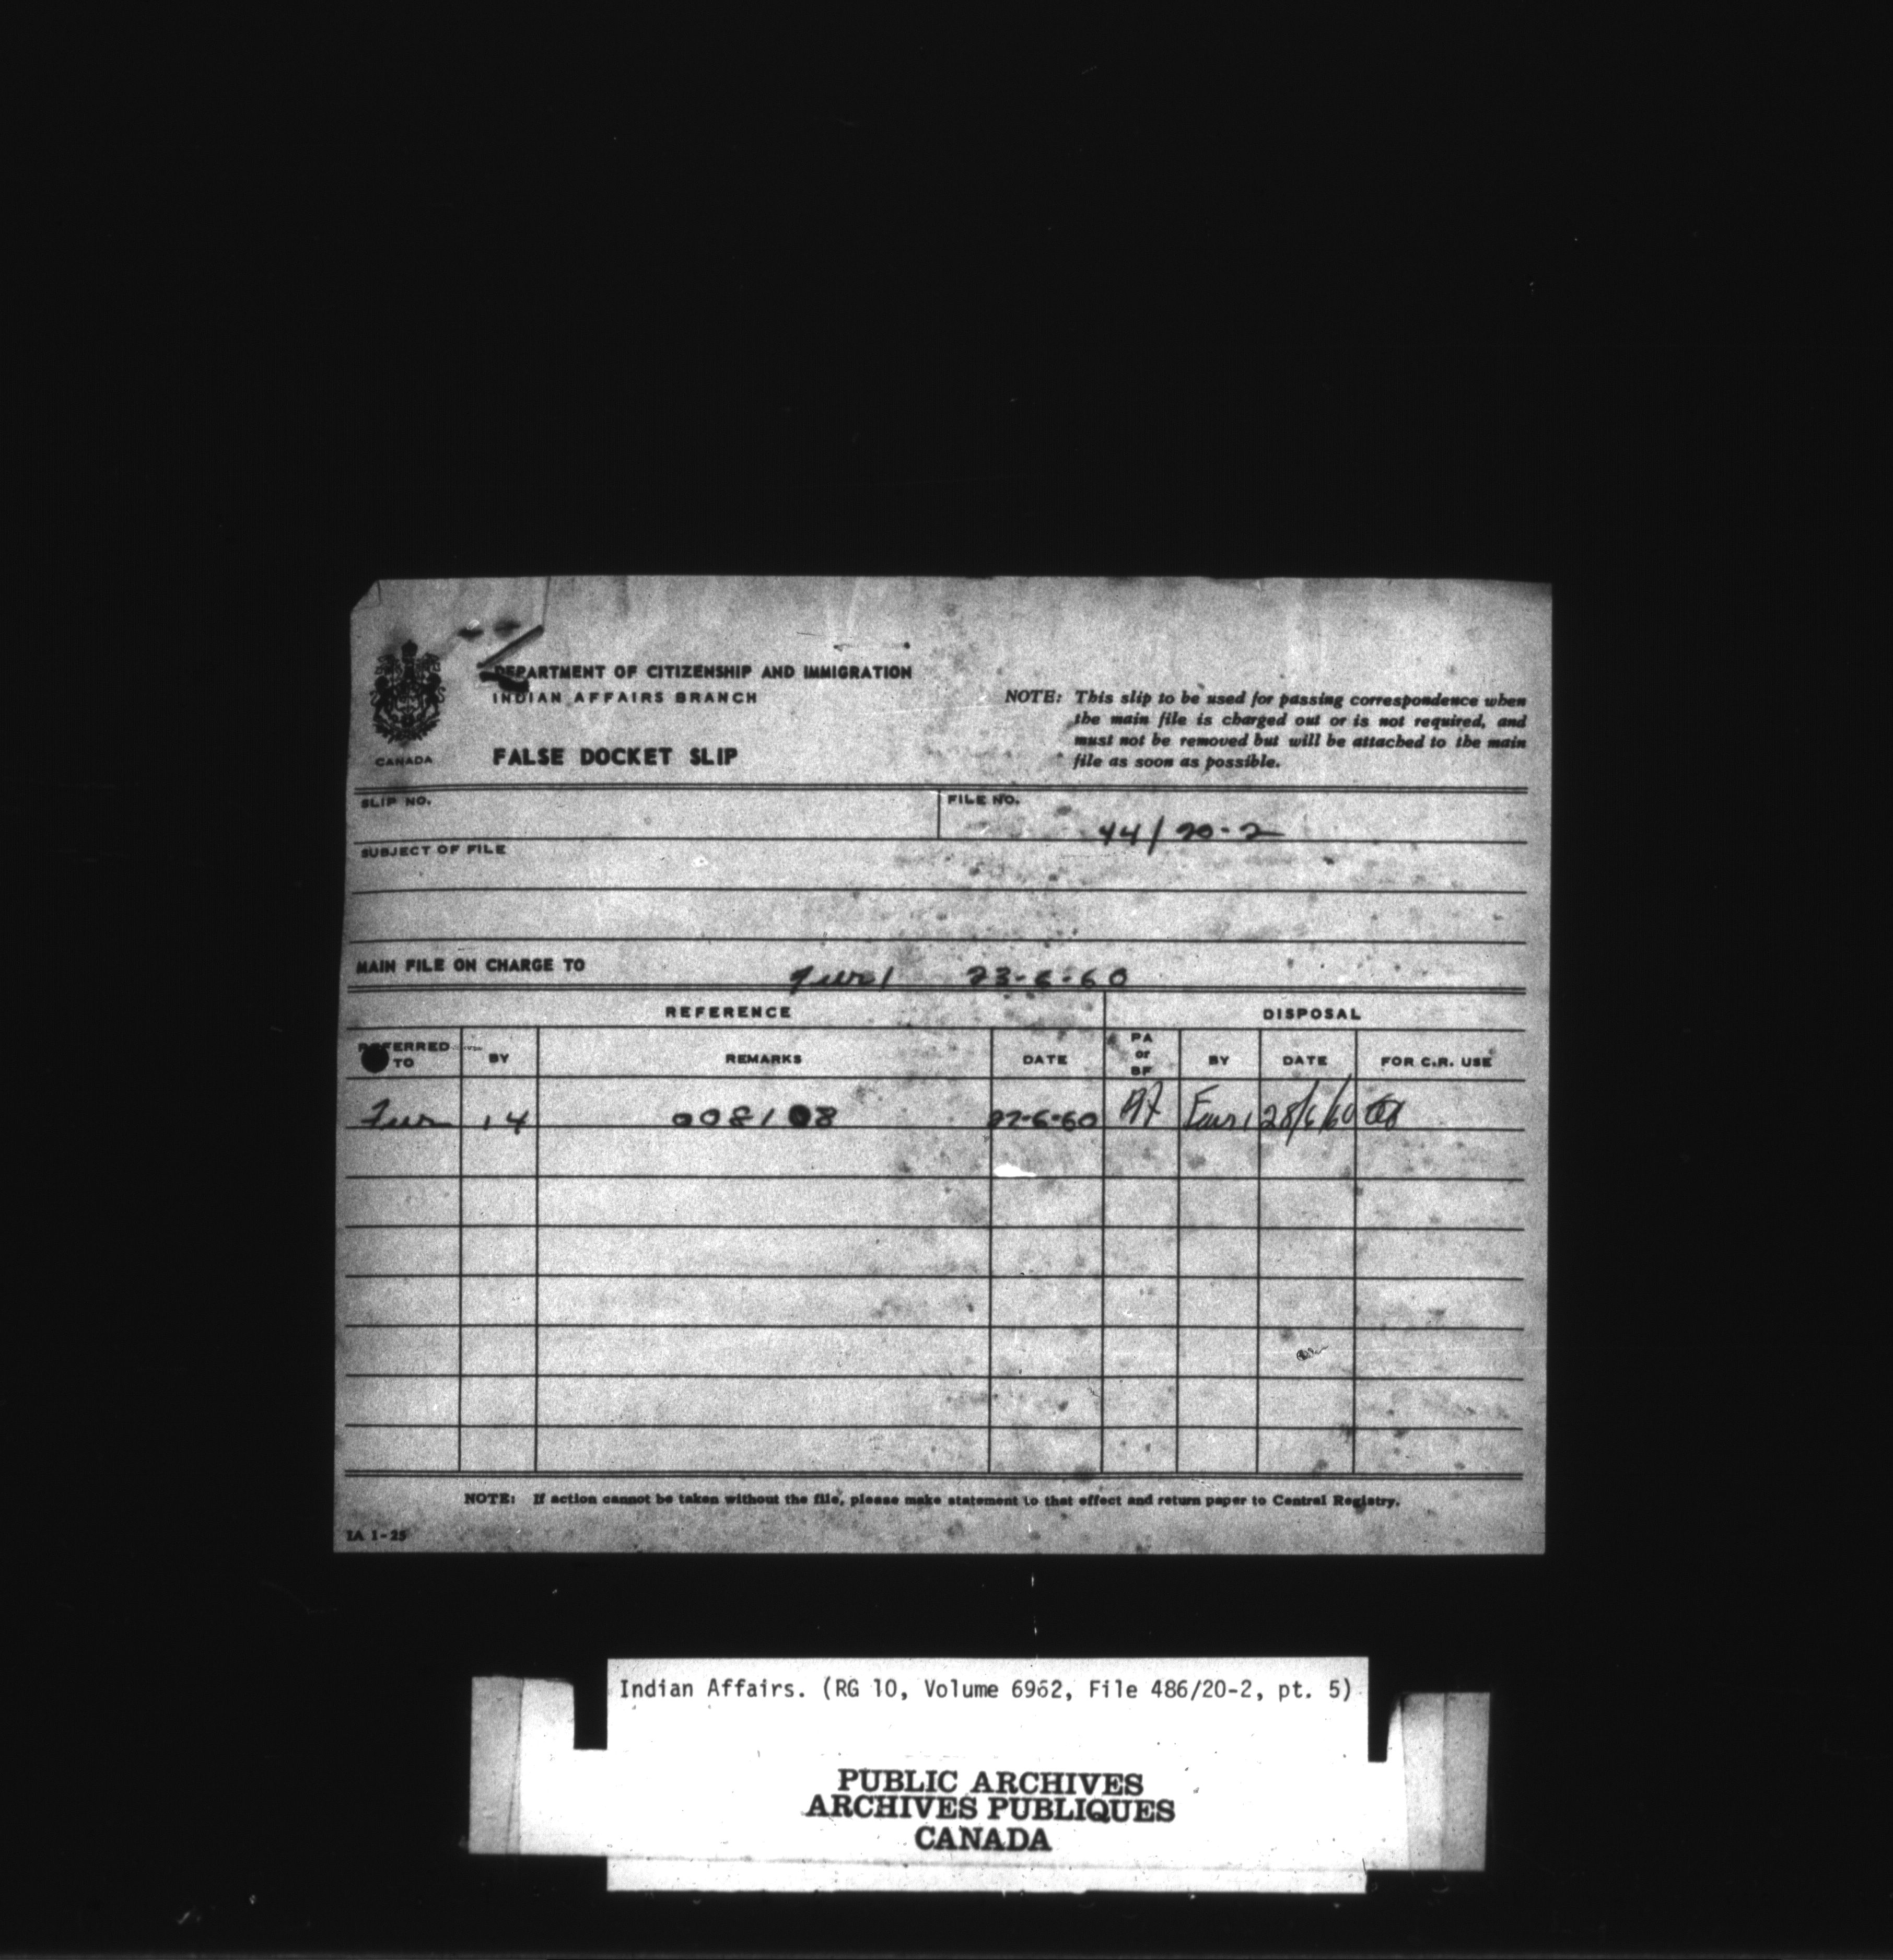 DEPARTMENT OF CITIZENSHIP AND IMMIGRATION
INDIAN AFFAIRS BRANCH
CANADA
FALSE DOCKET SLIP
NOTE: This slip to be used for passing correspondence when
the main file is charged out or is not required, and
must not be removed but will be attached to the main
file as soon as possible.
SLIP NO.
FILE NO. 44/20-2
SUBJECT OF FILE
MAIN FILE ON CHARGE TO 23-6-60
REFERENCE DISPOSAL
REFERRED TO BY REMARKS DATE PA or BF BY DATE FOR C.R. USE
14 27-6-60 28/6/60
NOTE: If action cannot be taken without the file, please make statement to that effect and return paper to Central Registry.
IA 1-25
Indian Affairs. (RG 10, Volume 6962, File 486/20-2, pt. 5)
PUBLIC ARCHIVES
ARCHIVES PUBLIQUES
CANADA